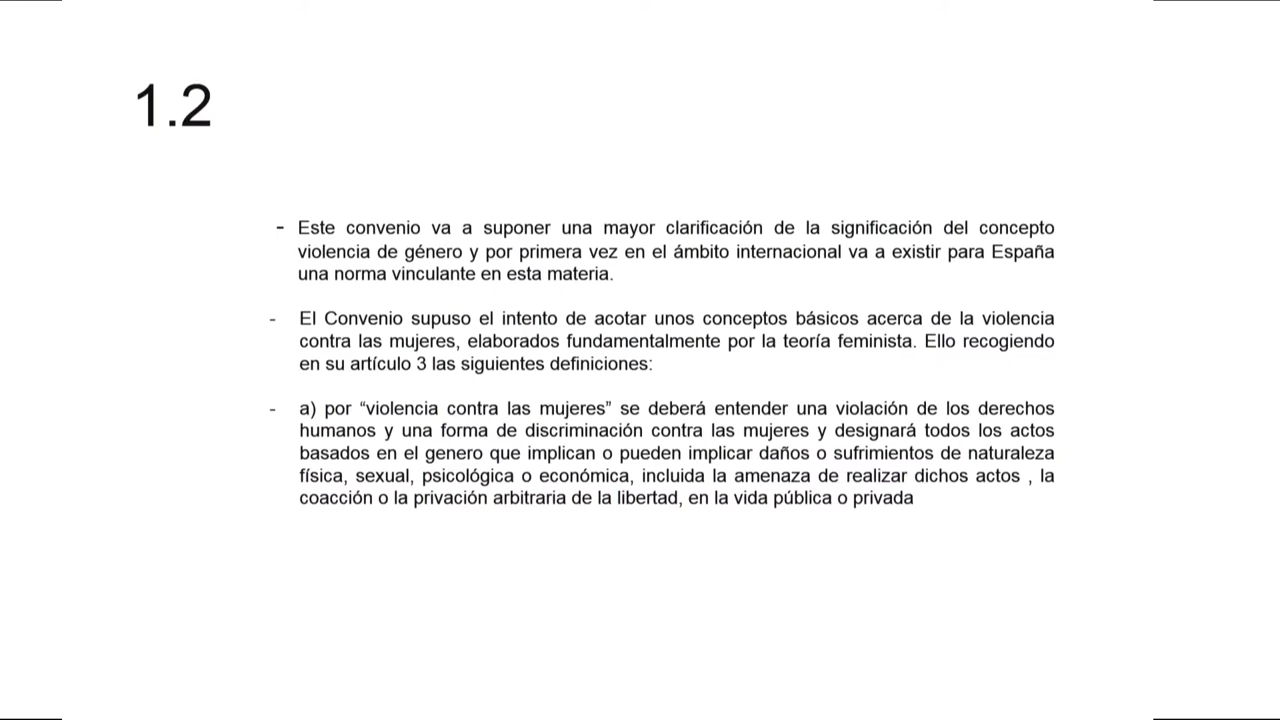 1.2
- Este convenio va a suponer una mayor clarificación de la significación del concepto
violencia de género y por primera vez en el ámbito internacional va a existir para España
una norma vinculante en esta materia.
- El Convenio supuso el intento de acotar unos conceptos básicos acerca de la violencia
contra las mujeres, elaborados fundamentalmente por la teoría feminista. Ello recogiendo
en su artículo 3 las siguientes definiciones:
- a) por “violencia contra las mujeres” se deberá entender una violación de los derechos
humanos y una forma de discriminación contra las mujeres y designará todos los actos
basados en el genero que implican o pueden implicar daños o sufrimientos de naturaleza
física, sexual, psicológica o económica, incluida la amenaza de realizar dichos actos , la
coacción o la privación arbitraria de la libertad, en la vida pública o privada